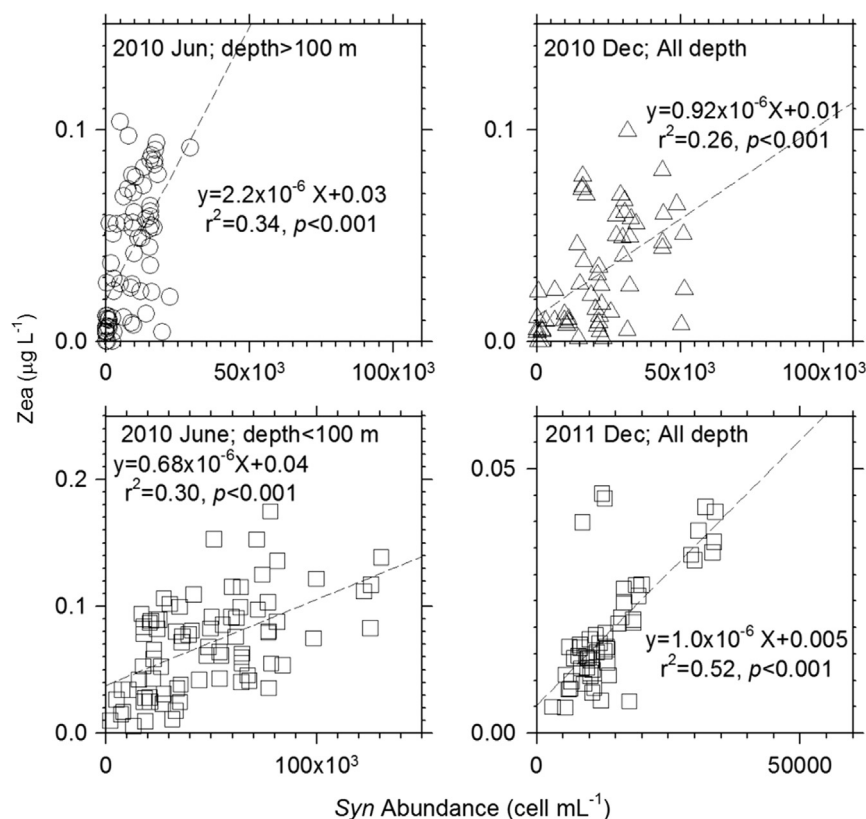 2010 Jun; depth>100 m
0.1
y=2.2x10⁻⁶ X+0.03
r²=0.34, p<0.001
0.0
0
50x10³
100x10³
2010 Dec; All depth
y=0.92x10⁻⁶X+0.01
r²=0.26, p<0.001
0.1
0.0
0
50x10³
100x10³
Zea (µg L⁻¹)
2010 June; depth<100 m
y=0.68x10⁻⁶X+0.04
r²=0.30, p<0.001
0.2
0.1
0.0
0
100x10³
2011 Dec; All depth
0.05
y=1.0x10⁻⁶ X+0.005
r²=0.52, p<0.001
0.00
0
50000
Syn Abundance (cell mL⁻¹)